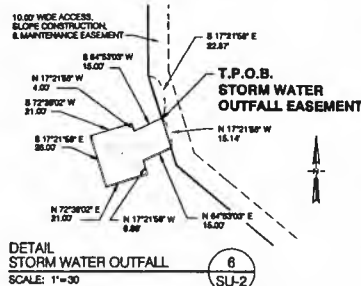 10.00' WIDE ACCESS,
SLOPE CONSTRUCTION,
& MAINTENANCE EASEMENT
S 17°21'58" E
22.87'
S 64°53'03" W
15.00'
T.P.O.B.
STORM WATER
OUTFALL EASEMENT
N 17°21'58" W
4.00'
S 72°38'02" W
21.00'
N 17°21'58" W
15.14'
S 17°21'58" E
26.00'
N 72°38'02" E
21.00'
N 17°21'58" W
N 64°53'03" E
15.00'
DETAIL
STORM WATER OUTFALL
SCALE: 1"=30
6
SU-2